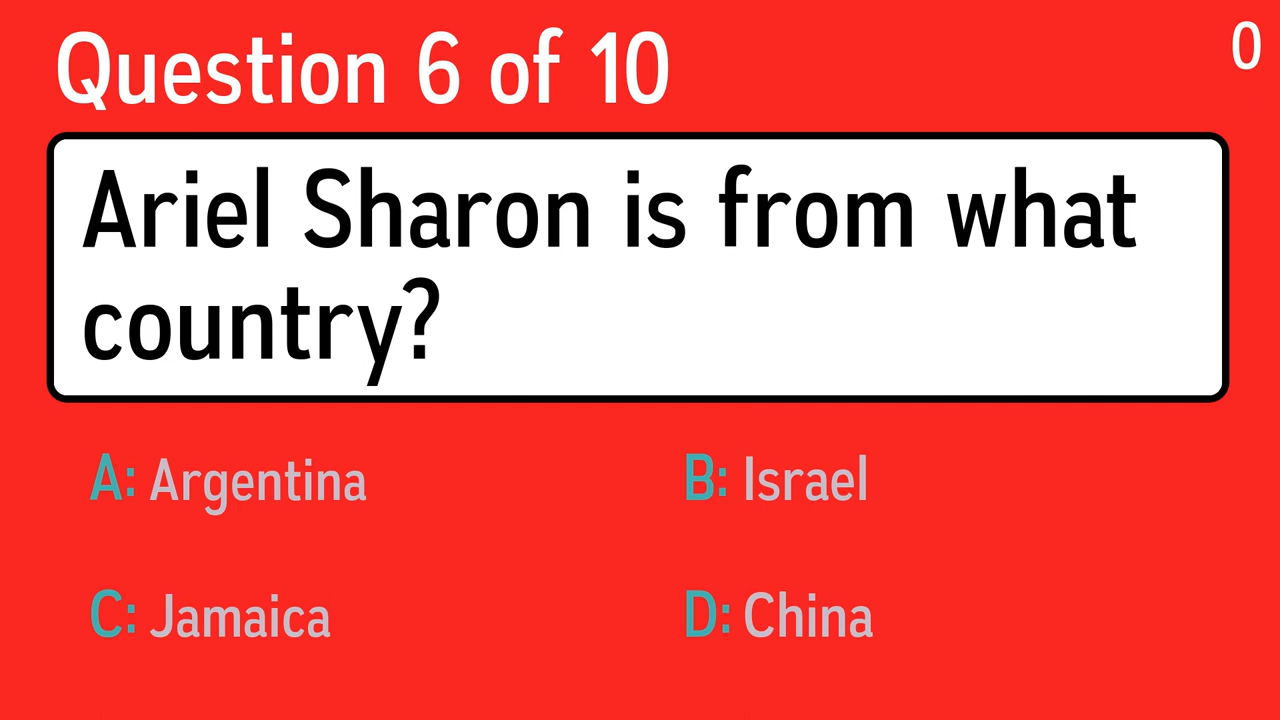 Question 6 of 10
0
Ariel Sharon is from what
country?
A: Argentina
B: Israel
C: Jamaica
D: China